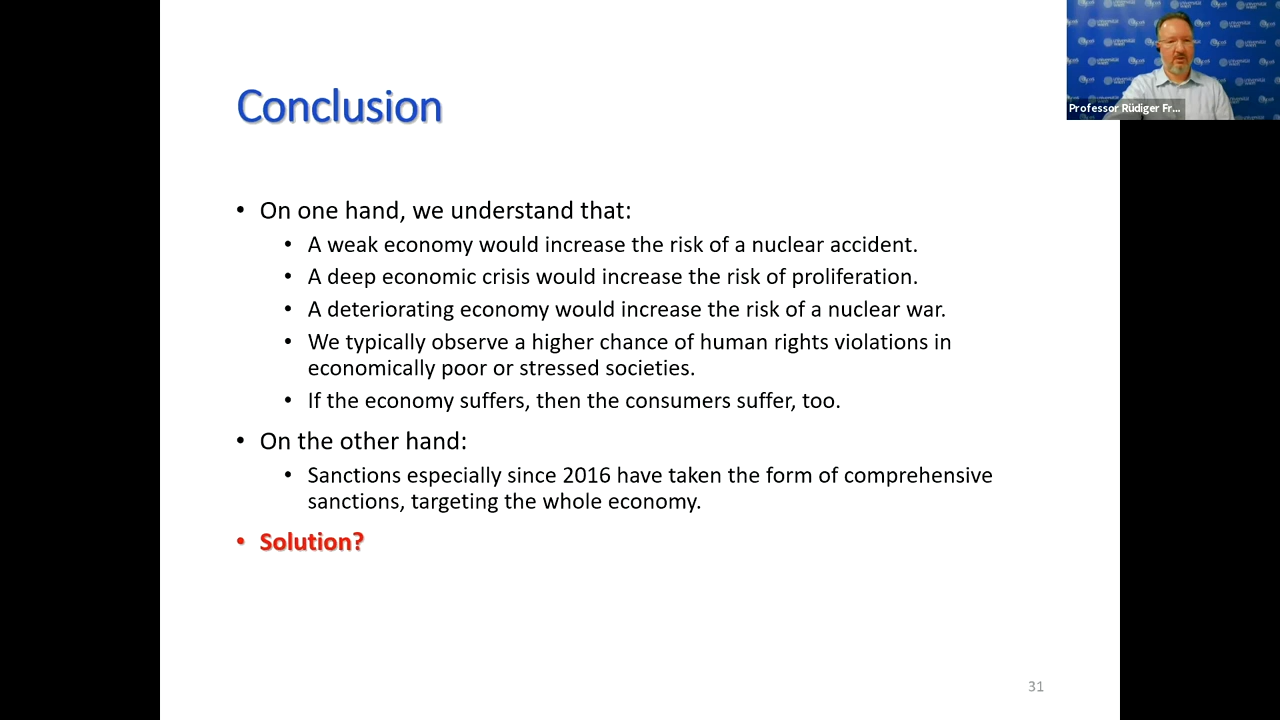 Conclusion
• On one hand, we understand that:
• A weak economy would increase the risk of a nuclear accident.
• A deep economic crisis would increase the risk of proliferation.
• A deteriorating economy would increase the risk of a nuclear war.
• We typically observe a higher chance of human rights violations in
economically poor or stressed societies.
• If the economy suffers, then the consumers suffer, too.
• On the other hand:
• Sanctions especially since 2016 have taken the form of comprehensive
sanctions, targeting the whole economy.
• Solution?
31
Professor Rüdiger Fr...
universität
wien